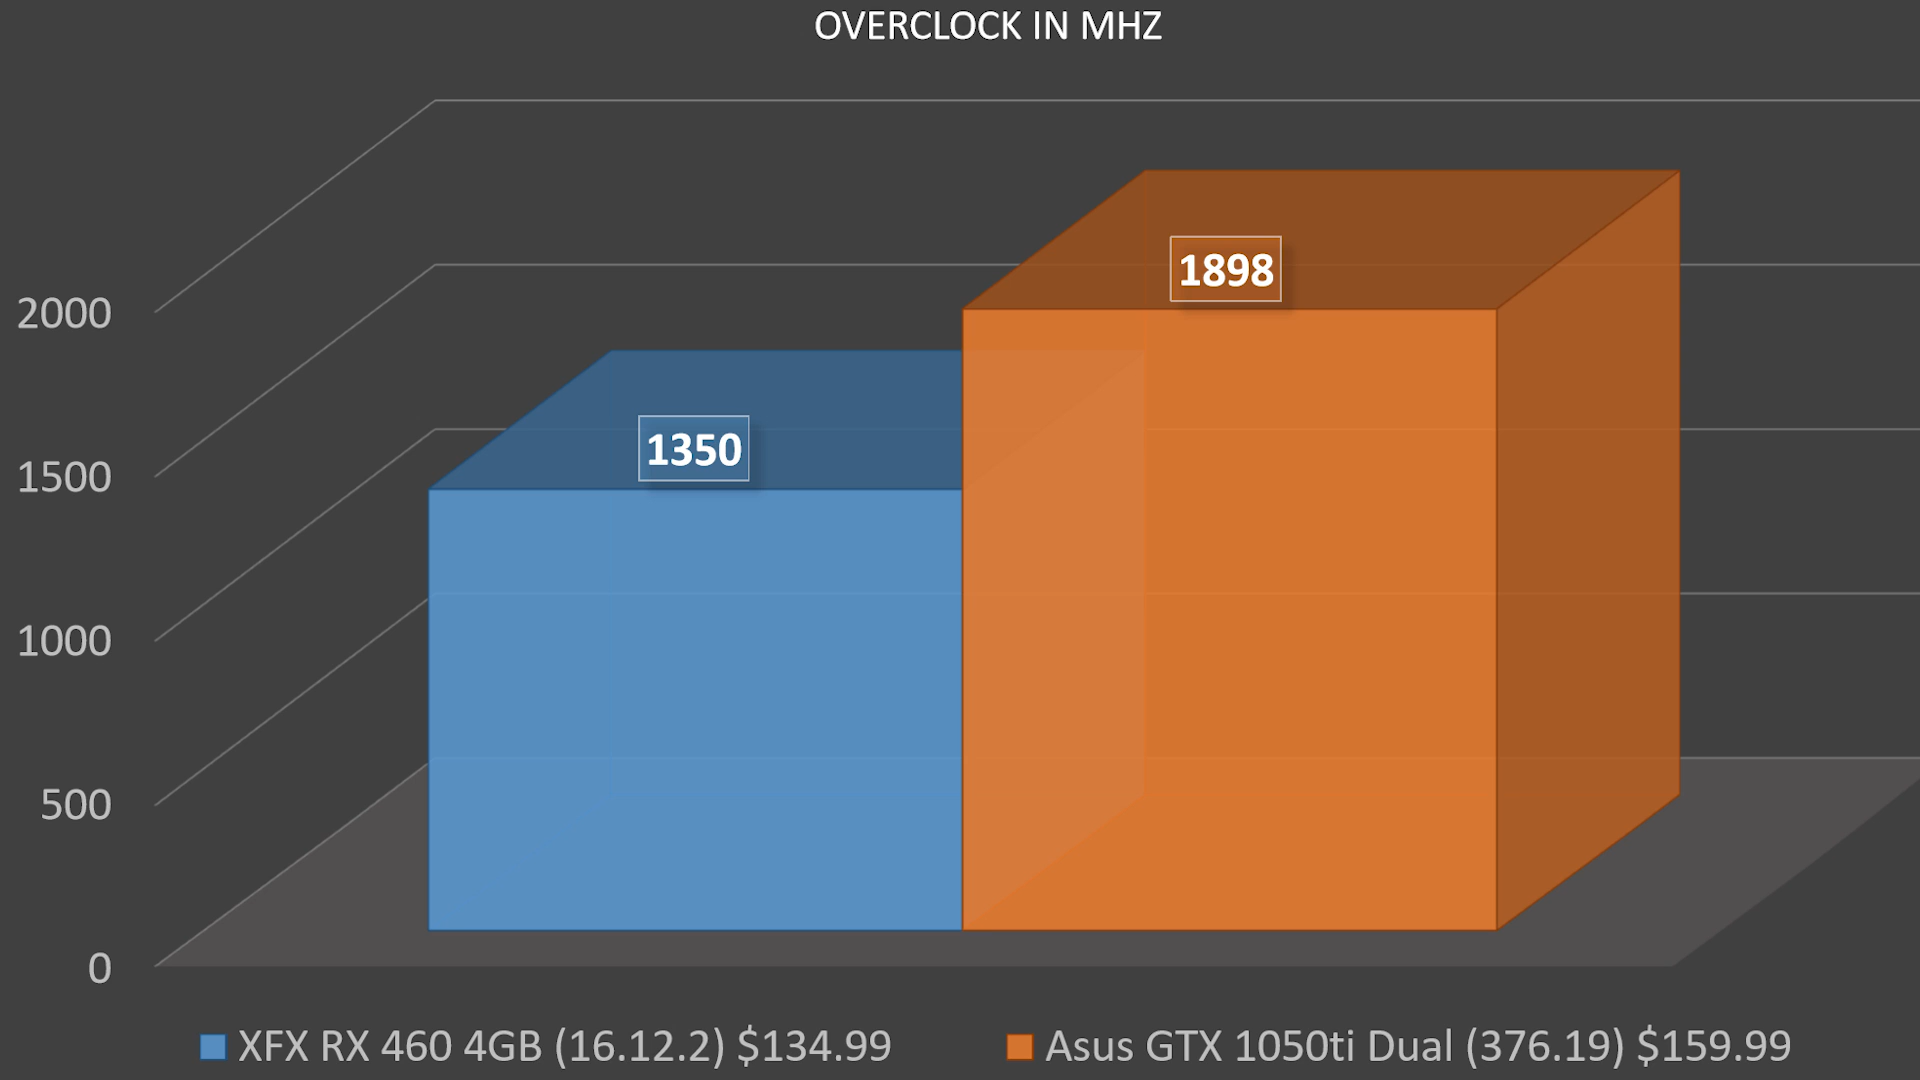 OVERCLOCK IN MHZ
2000
1500
1000
500
0
1350
1898
XFX RX 460 4GB (16.12.2) $134.99
Asus GTX 1050ti Dual (376.19) $159.99